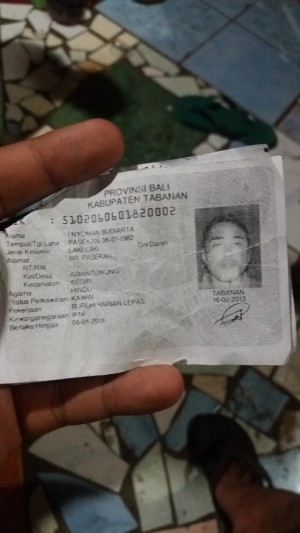 PROVINSI BALI
KABUPATEN TABANAN
: 5102060601820002
Nama : I NYOMAN BUDIARTA
Tempat/Tgl Lahir : PASEKAN, 06-01-1982
Jenis Kelamin : LAKI-LAKI Gol Darah
Alamat : BR. PASEKAN
RT/RW
Kel/Desa : ABIANTUWUNG
Kecamatan : KEDIRI
Agama : HINDU
Status Perkawinan : KAWIN
Pekerjaan : BURUH HARIAN LEPAS
Kewarganegaraan : WNI
Berlaku Hingga : 06-01-2018
TABANAN
16-02-2013